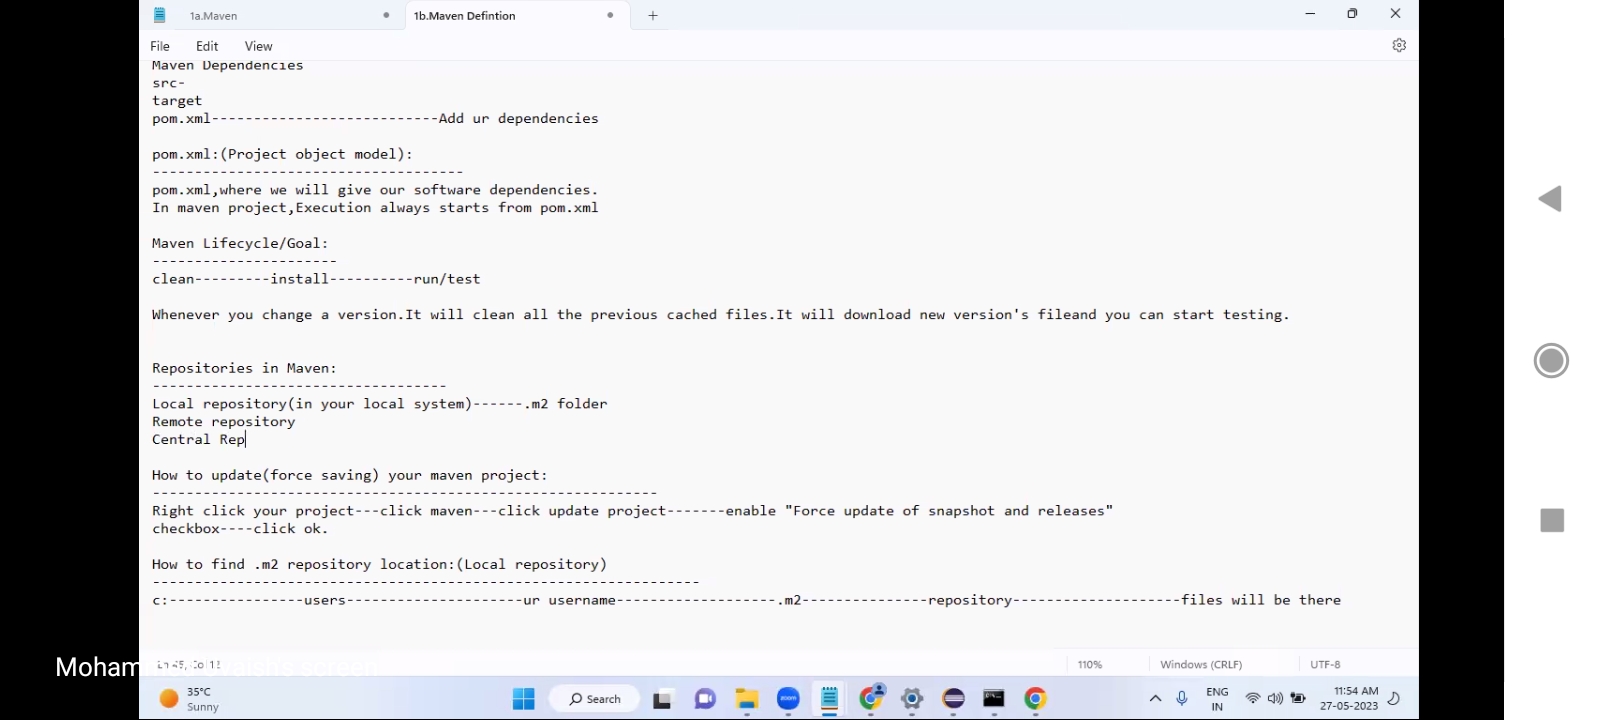 1a.Maven
1b.Maven Defintion
File Edit View
Maven Dependencies
src-
target
pom.xml---------------------------Add ur dependencies
pom.xml:(Project object model):
-------------------------------------
pom.xml,where we will give our software dependencies.
In maven project,Execution always starts from pom.xml
Maven Lifecycle/Goal:
----------------------
clean---------install----------run/test
Whenever you change a version.It will clean all the previous cached files.It will download new version's fileand you can start testing.
Repositories in Maven:
-----------------------------------
Local repository(in your local system)------.m2 folder
Remote repository
Central Rep
How to update(force saving) your maven project:
------------------------------------------------------------
Right click your project---click maven---click update project-------enable "Force update of snapshot and releases"
checkbox----click ok.
How to find .m2 repository location:(Local repository)
-----------------------------------------------------------------
c:----------------users---------------------ur username-------------------.m2---------------repository--------------------files will be there
110% Windows (CRLF) UTF-8
35°C
Sunny
Search
zoom
ENG
IN
11:54 AM
27-05-2023